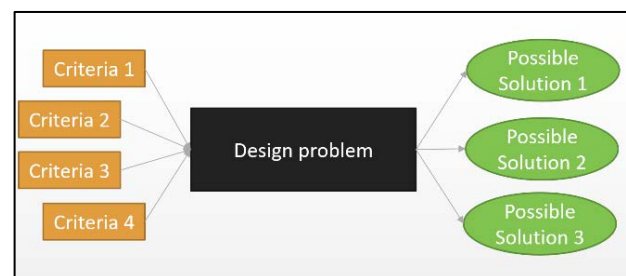 Criteria 1
Criteria 2
Criteria 3
Criteria 4
Design problem
Possible
Solution 1
Possible
Solution 2
Possible
Solution 3